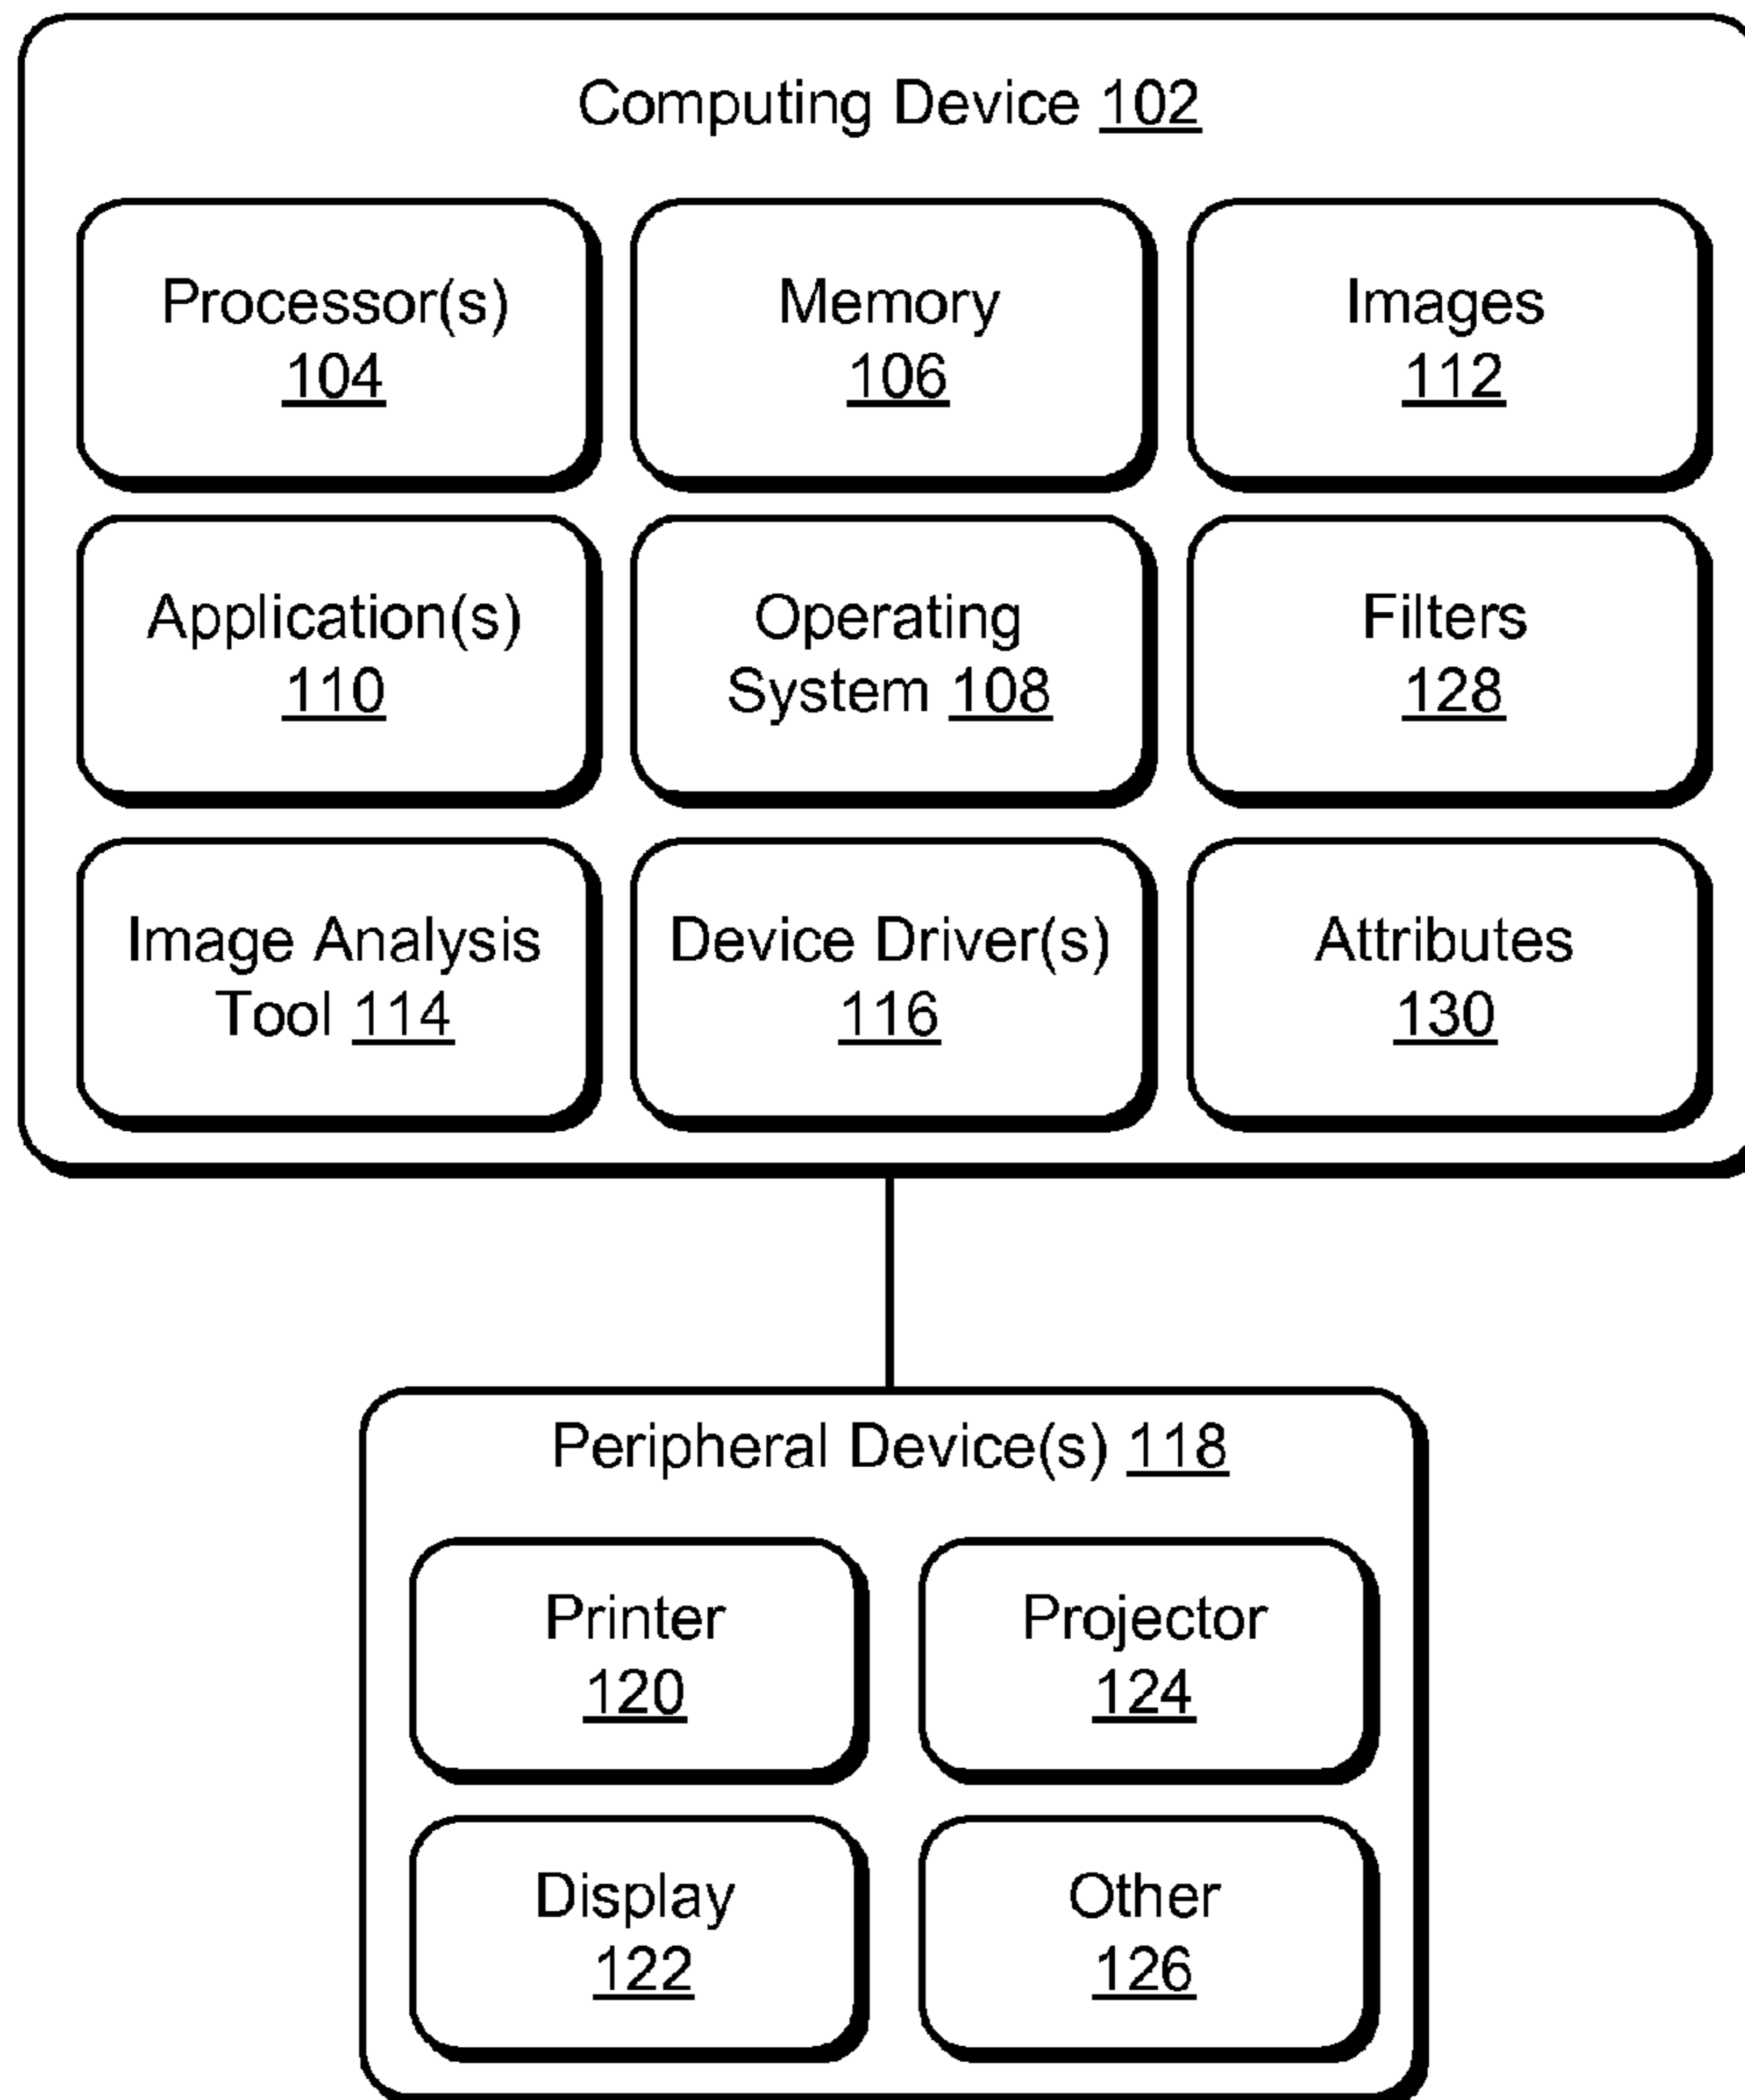 Computing Device 102
Processor(s)
104
Memory
106
Images
112
Application(s)
110
Operating
System 108
Filters
128
Image Analysis
Tool 114
Device Driver(s)
116
Attributes
130
Peripheral Device(s) 118
Printer
120
Projector
124
Display
122
Other
126